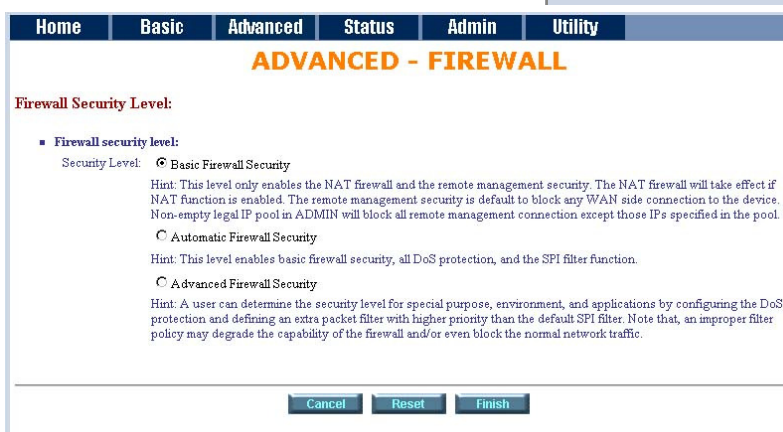 Home Basic Advanced Status Admin Utility
ADVANCED - FIREWALL
Firewall Security Level:
Firewall security level:
Security Level: Basic Firewall Security
Hint: This level only enables the NAT firewall and the remote management security. The NAT firewall will take effect if
NAT function is enabled. The remote management security is default to block any WAN side connection to the device.
Non-empty legal IP pool in ADMIN will block all remote management connection except those IPs specified in the pool.
Automatic Firewall Security
Hint: This level enables basic firewall security, all DoS protection, and the SPI filter function.
Advanced Firewall Security
Hint: A user can determine the security level for special purpose, environment, and applications by configuring the DoS
protection and defining an extra packet filter with higher priority than the default SPI filter. Note that, an improper filter
policy may degrade the capability of the firewall and/or even block the normal network traffic.
Cancel Reset Finish